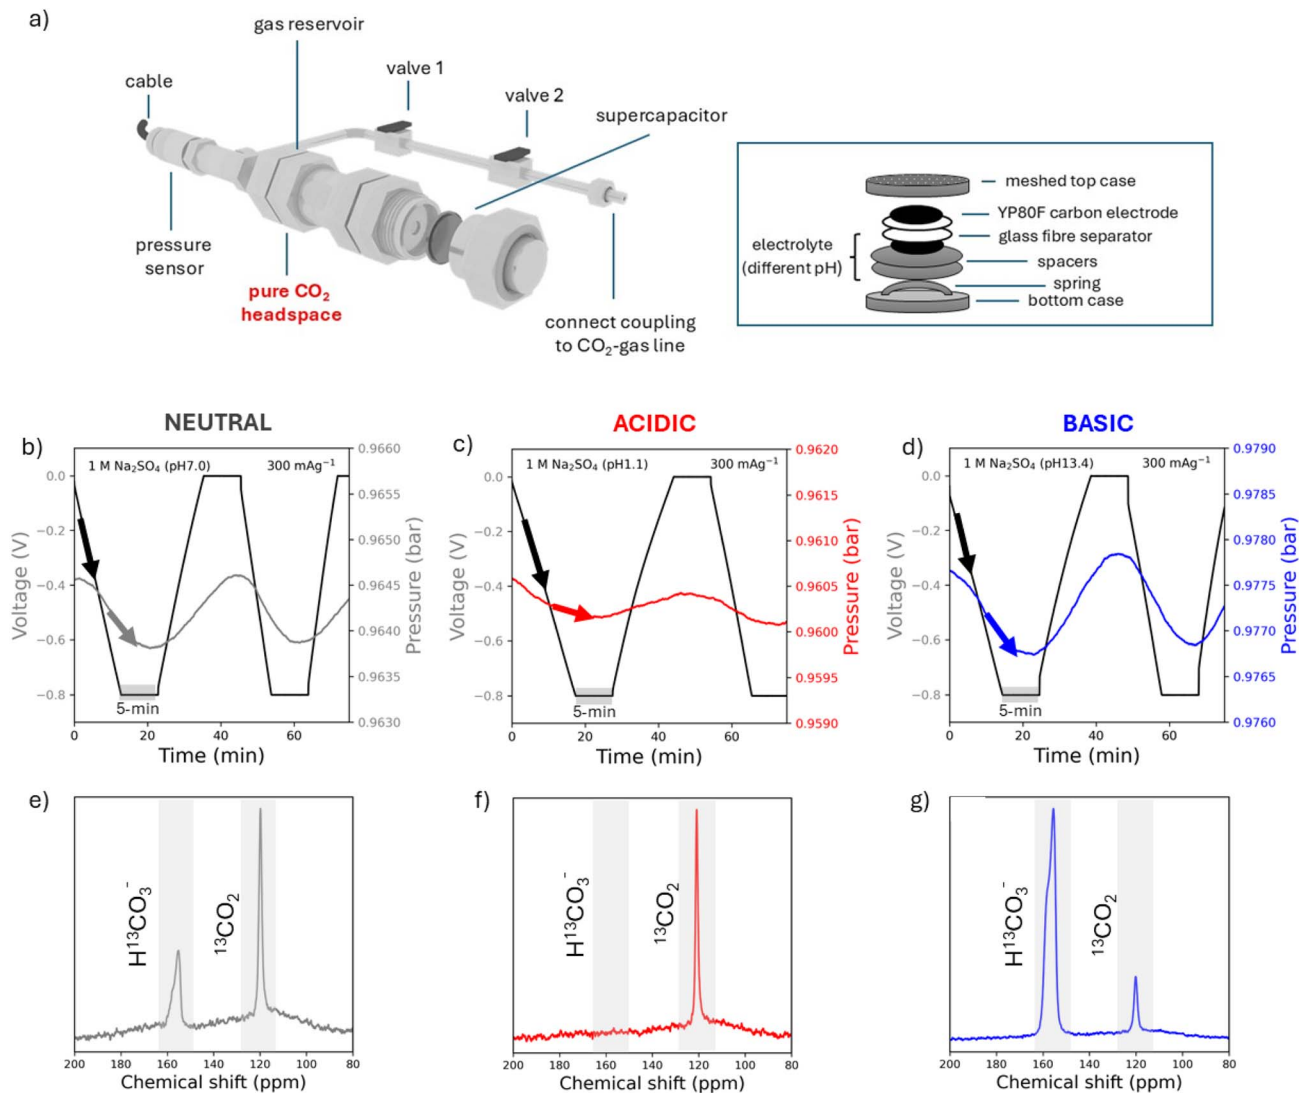 a)
gas reservoir
valve 1
cable
valve 2
supercapacitor
pressure
sensor
pure CO₂
headspace
connect coupling
to CO₂-gas line
meshed top case
YP80F carbon electrode
glass fibre separator
electrolyte
(different pH)
spacers
spring
bottom case
NEUTRAL
b)
1 M Na₂SO₄ (pH7.0) 300 mAg⁻¹
0.0
−0.2
−0.4
−0.6
−0.8
Voltage (V)
0.9660
0.9655
0.9650
0.9645
0.9640
0.9635
0.9630
Pressure (bar)
5-min
0 20 40 60
Time (min)
ACIDIC
c)
1 M Na₂SO₄ (pH1.1) 300 mAg⁻¹
0.0
−0.2
−0.4
−0.6
−0.8
Voltage (V)
0.9620
0.9615
0.9610
0.9605
0.9600
0.9595
0.9590
Pressure (bar)
5-min
0 20 40 60
Time (min)
BASIC
d)
1 M Na₂SO₄ (pH13.4) 300 mAg⁻¹
0.0
−0.2
−0.4
−0.6
−0.8
Voltage (V)
0.9790
0.9785
0.9780
0.9775
0.9770
0.9765
0.9760
Pressure (bar)
5-min
0 20 40 60
Time (min)
e)
H¹³CO₃⁻
¹³CO₂
200 180 160 140 120 100 80
Chemical shift (ppm)
f)
H¹³CO₃⁻
¹³CO₂
200 180 160 140 120 100 80
Chemical shift (ppm)
g)
H¹³CO₃⁻
¹³CO₂
200 180 160 140 120 100 80
Chemical shift (ppm)